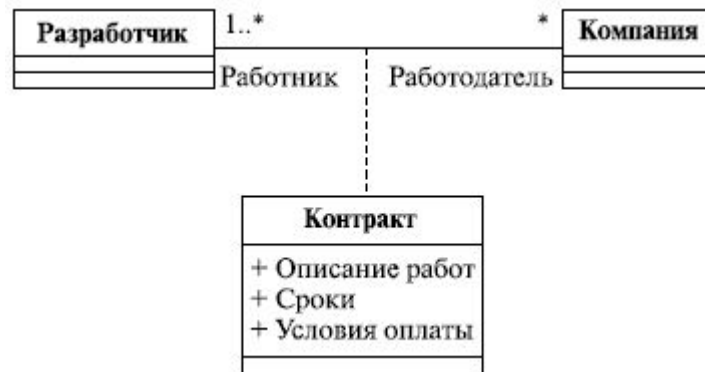 Разработчик
1..*
*
Компания
Работник
Работодатель
Контракт
+ Описание работ
+ Сроки
+ Условия оплаты